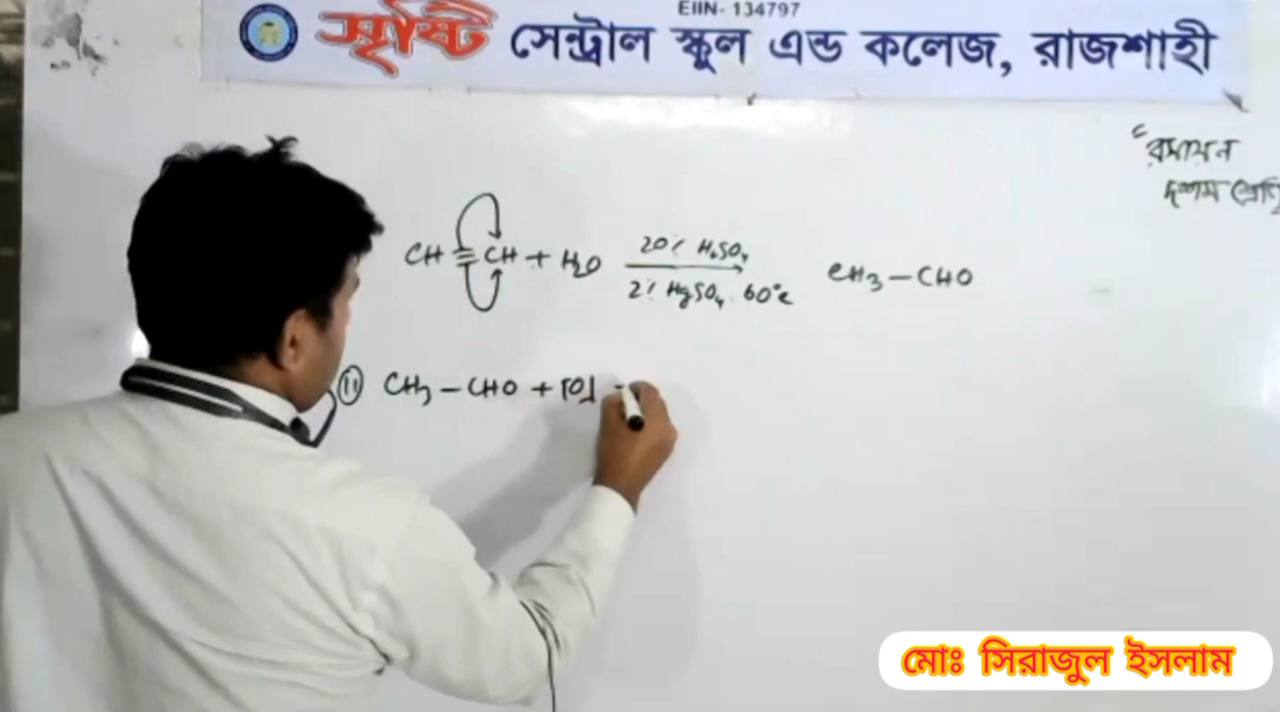 EIIN- 134797
সৃষ্টি সেন্ট্রাল স্কুল এন্ড কলেজ, রাজশাহী
রসায়ন
দশম শ্রেণি
CH ≡ CH + H₂O 20% H₂SO₄ 2% HgSO₄ 60°c CH₃ – CHO
(11) CH₃ – CHO + [O]
মোঃ সিরাজুল ইসলাম